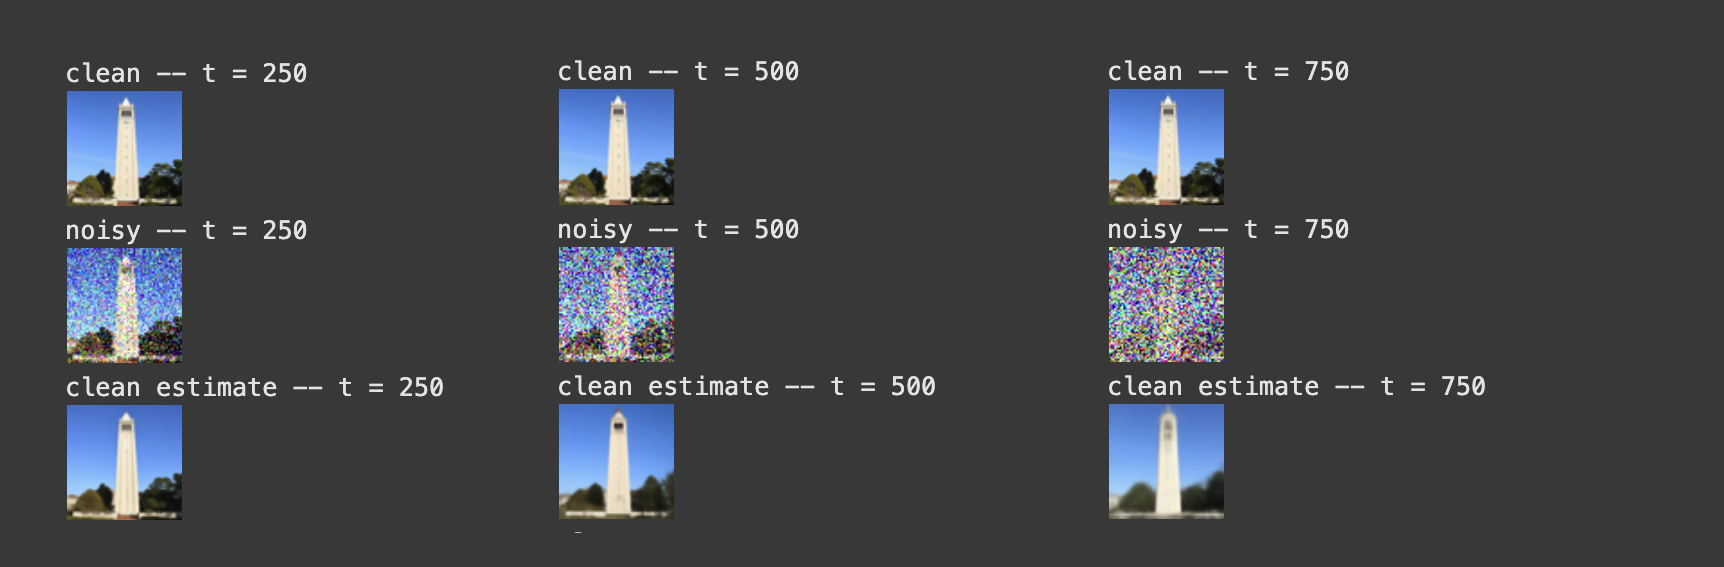 clean -- t = 250
clean -- t = 500
clean -- t = 750
noisy -- t = 250
noisy -- t = 500
noisy -- t = 750
clean estimate -- t = 250
clean estimate -- t = 500
clean estimate -- t = 750